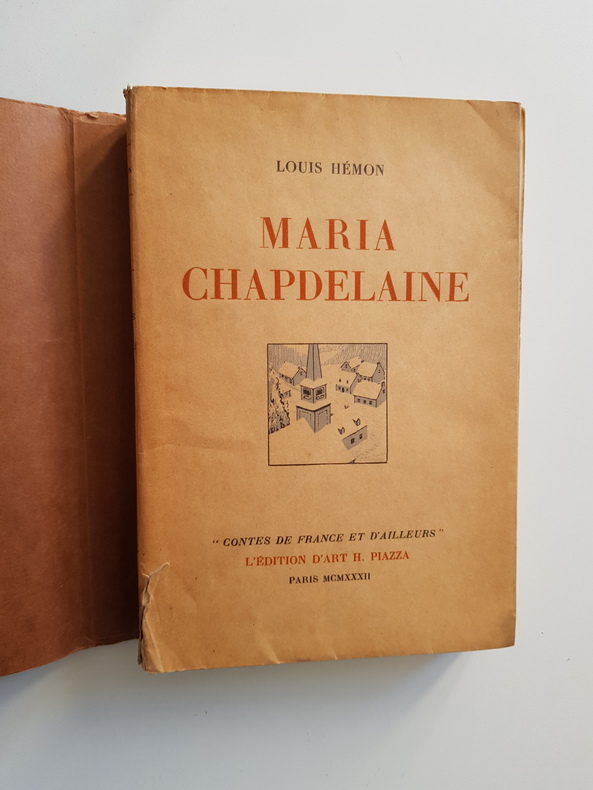 LOUIS HÉMON
MARIA
CHAPDELAINE
" CONTES DE FRANCE ET D'AILLEURS "
L'ÉDITION D'ART H. PIAZZA
PARIS MCMXXXII